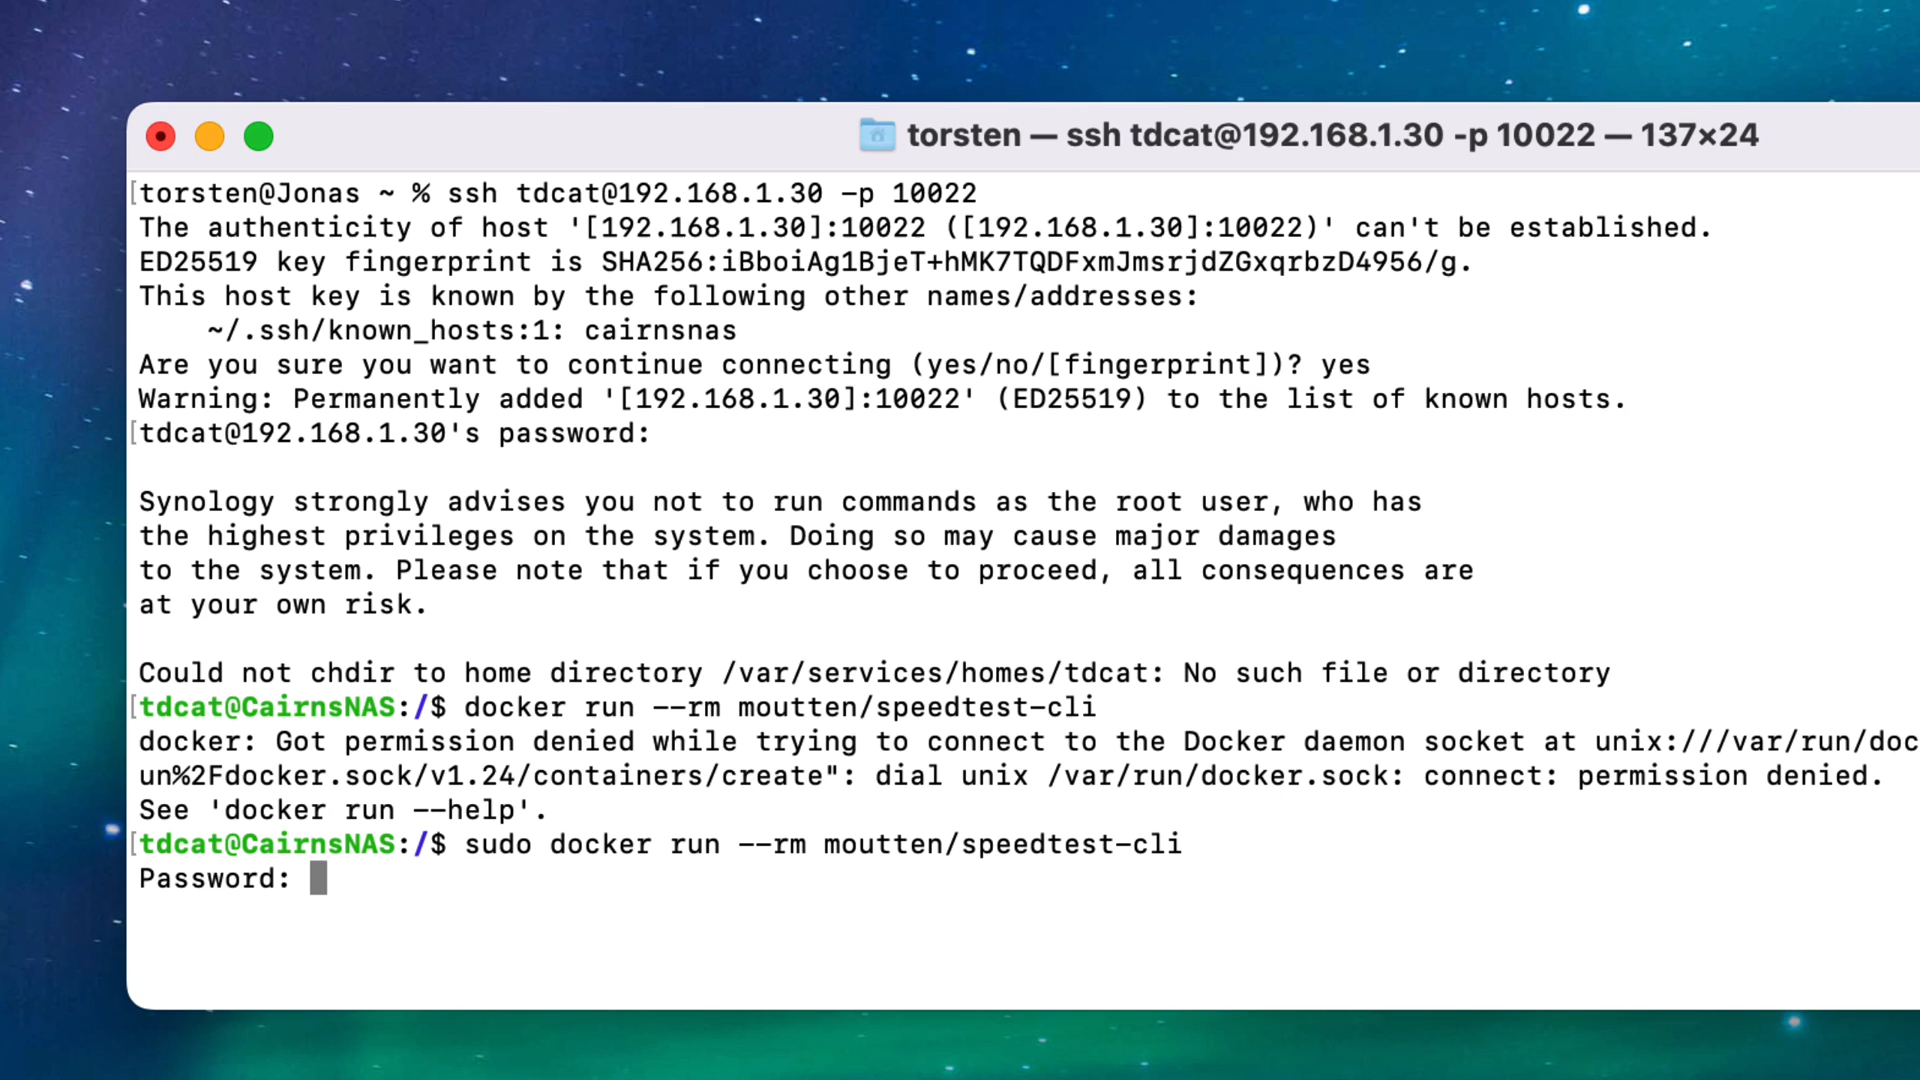 torsten — ssh tdcat@192.168.1.30 -p 10022 — 137×24
[torsten@Jonas ~ % ssh tdcat@192.168.1.30 -p 10022
The authenticity of host '[192.168.1.30]:10022 ([192.168.1.30]:10022)' can't be established.
ED25519 key fingerprint is SHA256:iBboiAg1BjeT+hMK7TQDFxmJmsrjdZGxqrbzD4956/g.
This host key is known by the following other names/addresses:
    ~/.ssh/known_hosts:1: cairnsnas
Are you sure you want to continue connecting (yes/no/[fingerprint])? yes
Warning: Permanently added '[192.168.1.30]:10022' (ED25519) to the list of known hosts.
[tdcat@192.168.1.30's password:
Synology strongly advises you not to run commands as the root user, who has
the highest privileges on the system. Doing so may cause major damages
to the system. Please note that if you choose to proceed, all consequences are
at your own risk.
Could not chdir to home directory /var/services/homes/tdcat: No such file or directory
[tdcat@CairnsNAS:/$ docker run --rm moutten/speedtest-cli
docker: Got permission denied while trying to connect to the Docker daemon socket at unix:///var/run/doc
un%2Fdocker.sock/v1.24/containers/create": dial unix /var/run/docker.sock: connect: permission denied.
See 'docker run --help'.
[tdcat@CairnsNAS:/$ sudo docker run --rm moutten/speedtest-cli
Password: